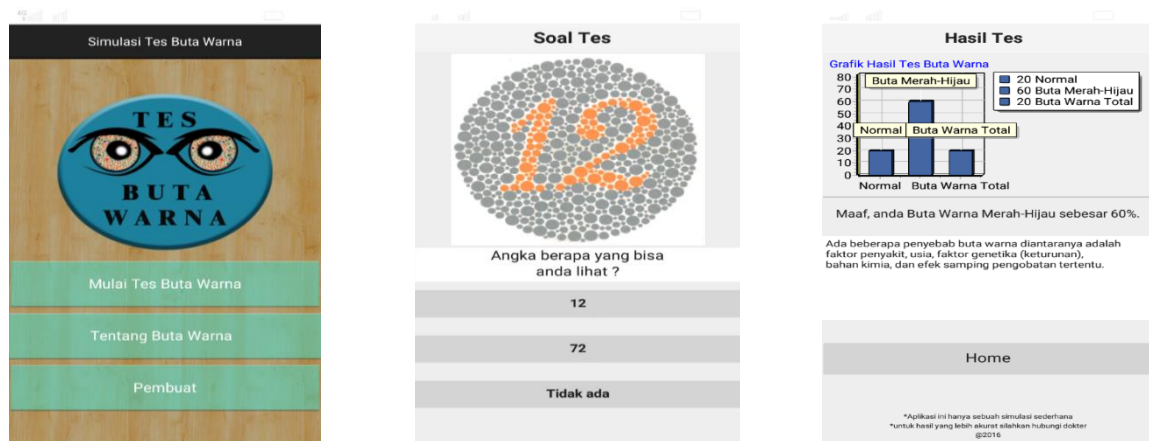 4G
Simulasi Tes Buta Warna
TES
BUTA
WARNA
Mulai Tes Buta Warna
Tentang Buta Warna
Pembuat
Soal Tes
12
Angka berapa yang bisa
anda lihat ?
12
72
Tidak ada
Hasil Tes
Grafik Hasil Tes Buta Warna
80
70
60
50
40
30
20
10
0
Buta Merah-Hijau
Normal
Buta Warna Total
20 Normal
60 Buta Merah-Hijau
20 Buta Warna Total
Normal Buta Warna Total
Maaf, anda Buta Warna Merah-Hijau sebesar 60%.
Ada beberapa penyebab buta warna diantaranya adalah
faktor penyakit, usia, faktor genetika (keturunan),
bahan kimia, dan efek samping pengobatan tertentu.
Home
*Aplikasi ini hanya sebuah simulasi sederhana
*untuk hasil yang lebih akurat silahkan hubungi dokter
@2016